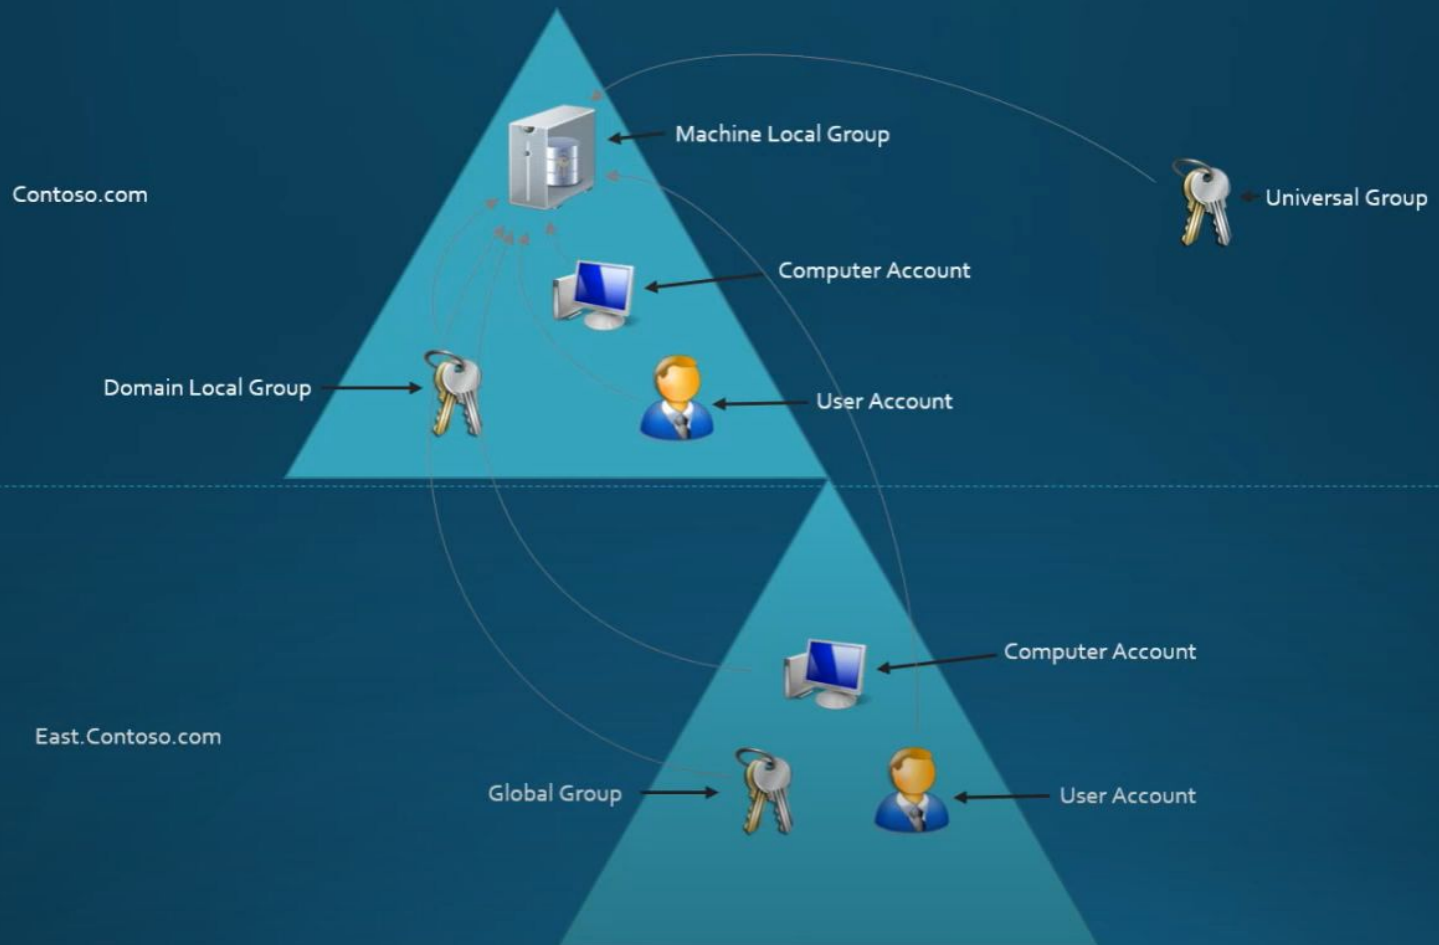 Machine Local Group
Contoso.com
Universal Group
Computer Account
Domain Local Group
User Account
Computer Account
East.Contoso.com
Global Group
User Account